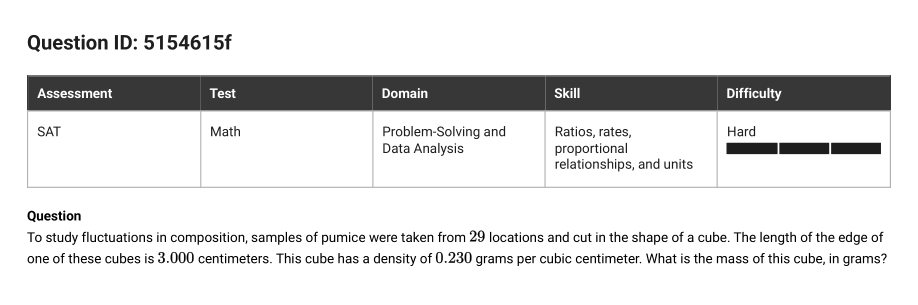 Question ID: 5154615f
Assessment Test Domain Skill Difficulty
SAT Math Problem-Solving and Data Analysis Ratios, rates, proportional relationships, and units Hard
Question
To study fluctuations in composition, samples of pumice were taken from 29 locations and cut in the shape of a cube. The length of the edge of
one of these cubes is 3.000 centimeters. This cube has a density of 0.230 grams per cubic centimeter. What is the mass of this cube, in grams?